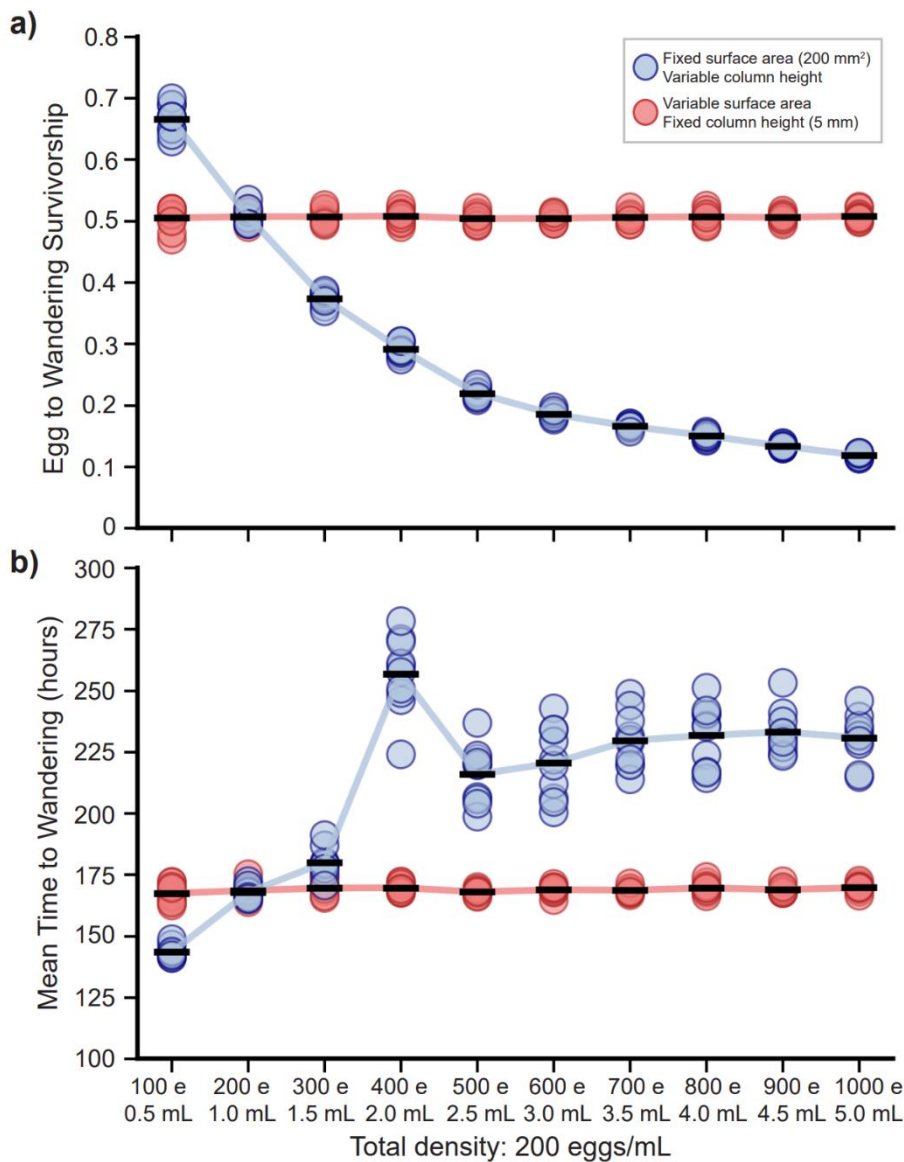 a)
0.8
0.7
0.6
0.5
0.4
0.3
0.2
0.1
0
Egg to Wandering Survivorship
Fixed surface area (200 mm²)
Variable column height
Variable surface area
Fixed column height (5 mm)
b)
300
275
250
225
200
175
150
125
100
Mean Time to Wandering (hours)
100 e 200 e 300 e 400 e 500 e 600 e 700 e 800 e 900 e 1000 e
0.5 mL 1.0 mL 1.5 mL 2.0 mL 2.5 mL 3.0 mL 3.5 mL 4.0 mL 4.5 mL 5.0 mL
Total density: 200 eggs/mL